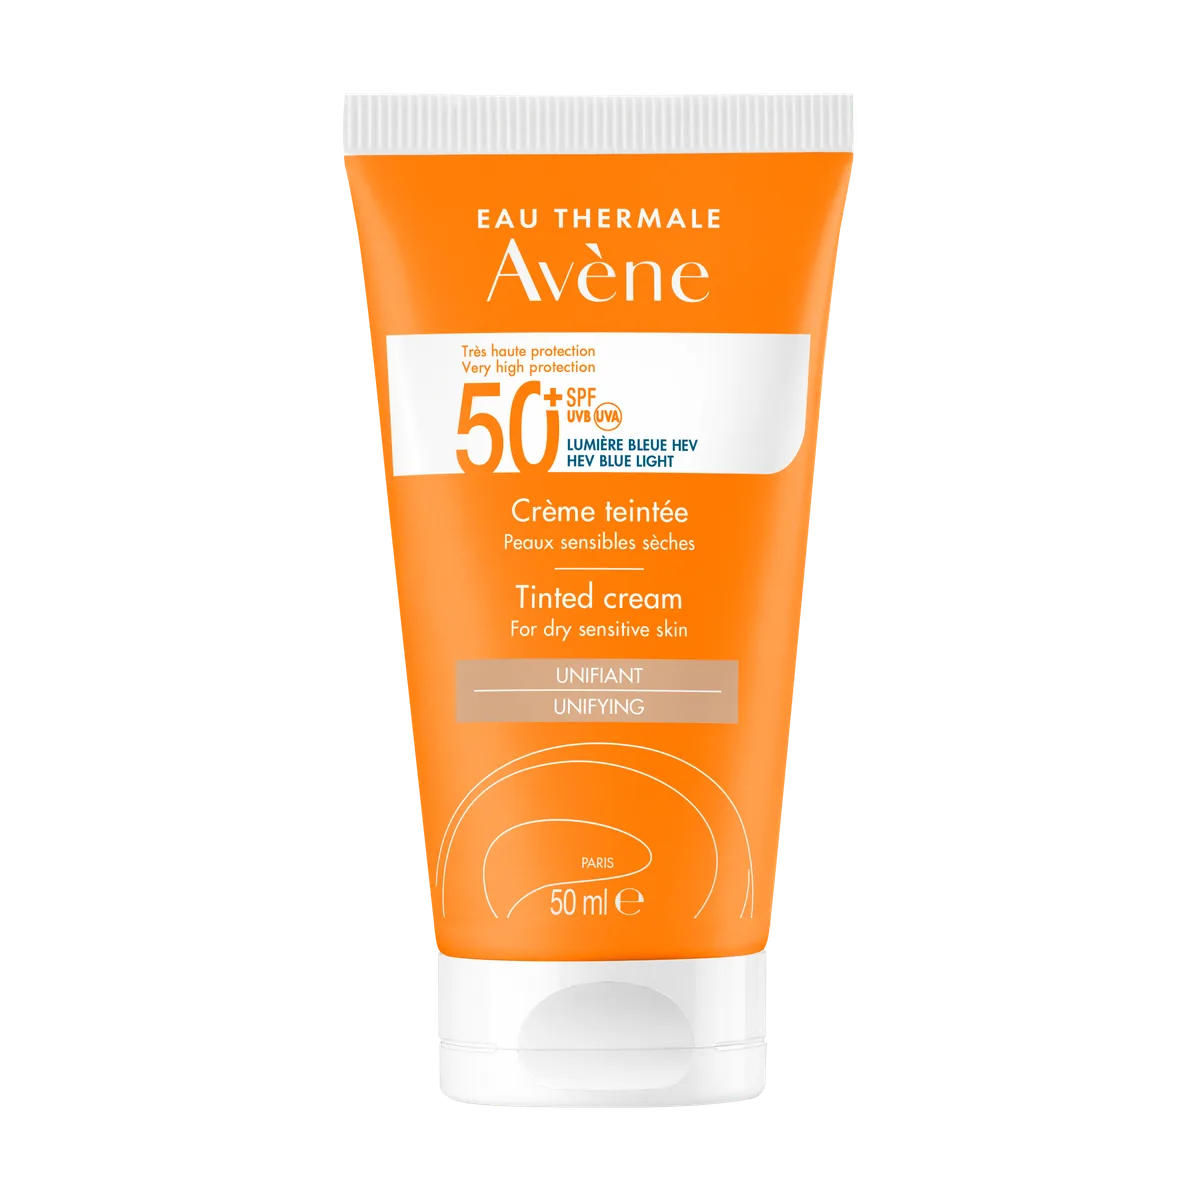 EAU THERMALE
Avène
Très haute protection
Very high protection
50+ SPF
UVB UVA
LUMIÈRE BLEUE HEV
HEV BLUE LIGHT
Crème teintée
Peaux sensibles sèches
Tinted cream
For dry sensitive skin
UNIFIANT
UNIFYING
PARIS
50 ml ℮